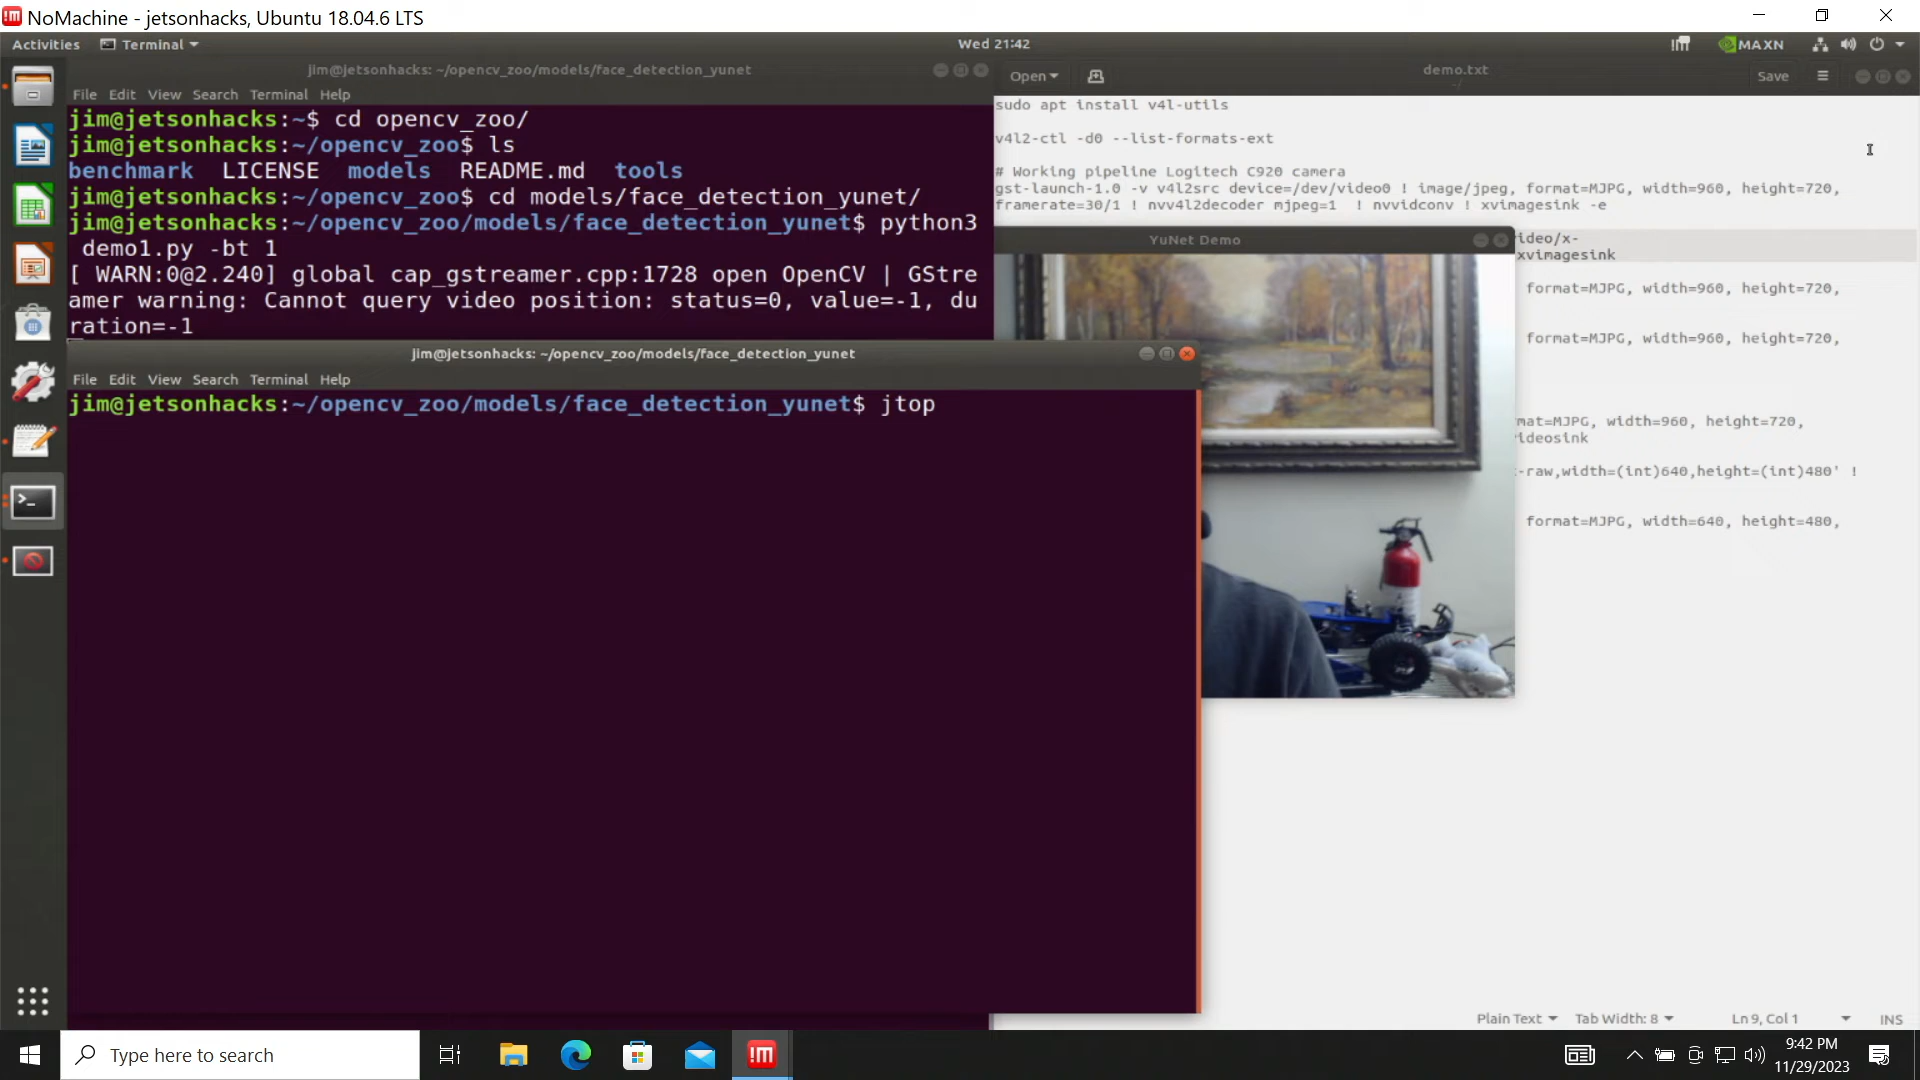 NoMachine - jetsonhacks, Ubuntu 18.04.6 LTS
Activities Terminal Wed 21:42 MAXN
jim@jetsonhacks: ~/opencv_zoo/models/face_detection_yunet
File Edit View Search Terminal Help
jim@jetsonhacks:~$ cd opencv_zoo/
jim@jetsonhacks:~/opencv_zoo$ ls
benchmark LICENSE models README.md tools
jim@jetsonhacks:~/opencv_zoo$ cd models/face_detection_yunet/
jim@jetsonhacks:~/opencv_zoo/models/face_detection_yunet$ python3
demo1.py -bt 1
[ WARN:0@2.240] global cap_gstreamer.cpp:1728 open OpenCV | GStre
amer warning: Cannot query video position: status=0, value=-1, du
ration=-1
jim@jetsonhacks: ~/opencv_zoo/models/face_detection_yunet
File Edit View Search Terminal Help
jim@jetsonhacks:~/opencv_zoo/models/face_detection_yunet$ jtop
Open demo.txt Save
~/
sudo apt install v4l-utils
v4l2-ctl -d0 --list-formats-ext
# Working pipeline Logitech C920 camera
gst-launch-1.0 -v v4l2src device=/dev/video0 ! image/jpeg, format=MJPG, width=960, height=720,
framerate=30/1 ! nvv4l2decoder mjpeg=1 ! nvvidconv ! xvimagesink -e
YuNet Demo
ideo/x-
xvimagesink
format=MJPG, width=960, height=720,
format=MJPG, width=960, height=720,
mat=MJPG, width=960, height=720,
ideosink
-raw,width=(int)640,height=(int)480' !
format=MJPG, width=640, height=480,
Plain Text Tab Width: 8 Ln 9, Col 1 INS
Type here to search
9:42 PM
11/29/2023